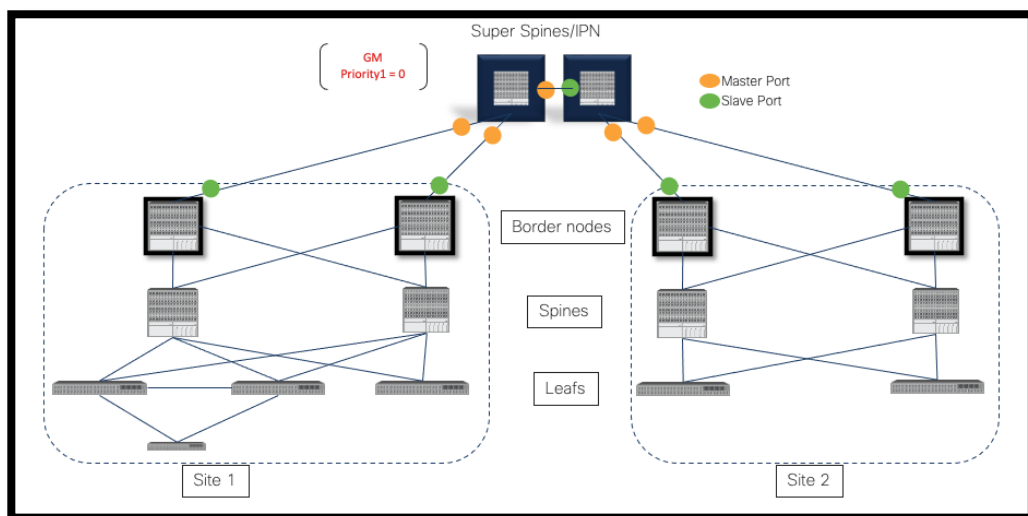 Super Spines/IPN
GM
Priority1 = 0
Master Port
Slave Port
Border nodes
Spines
Leafs
Site 1
Site 2